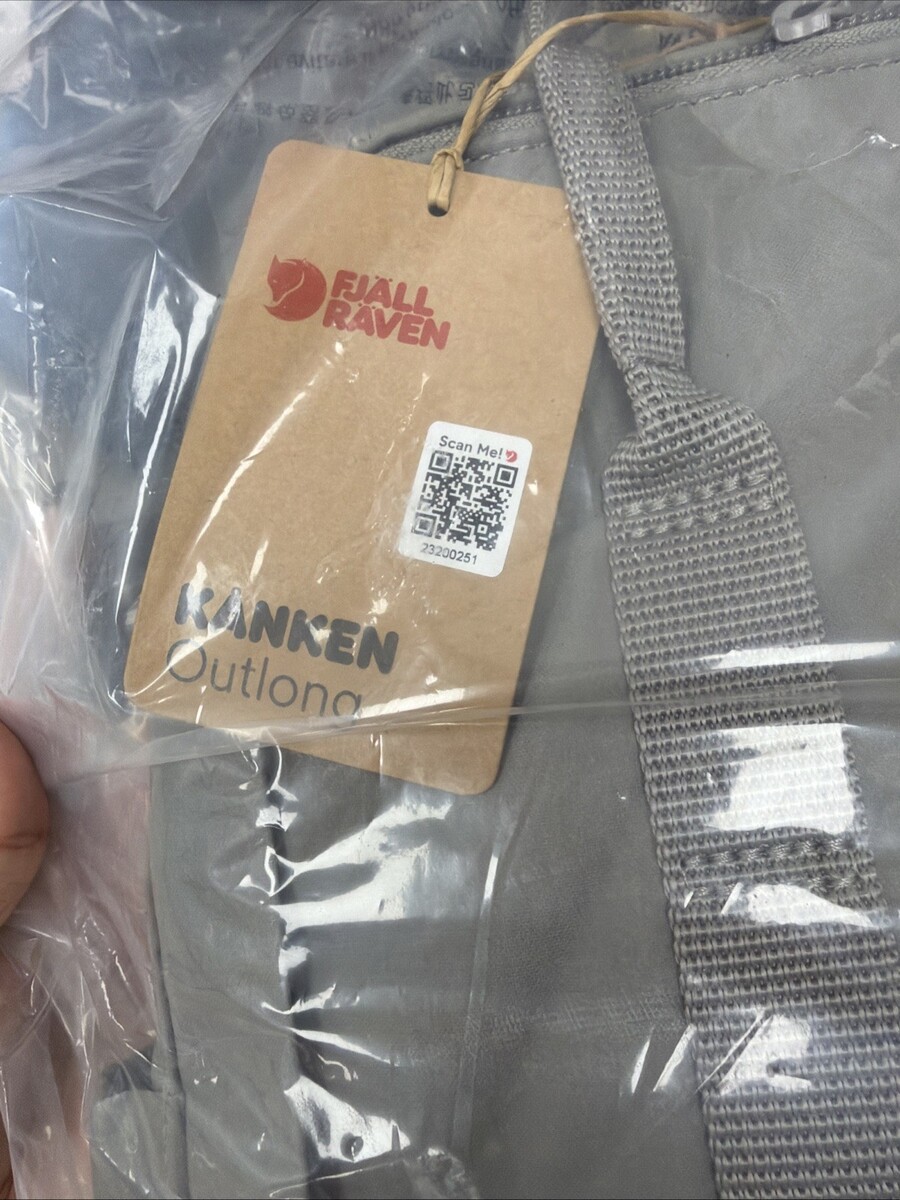 FJÄLL
RÄVEN
Scan Me!
23200251
KANKEN
Outlong